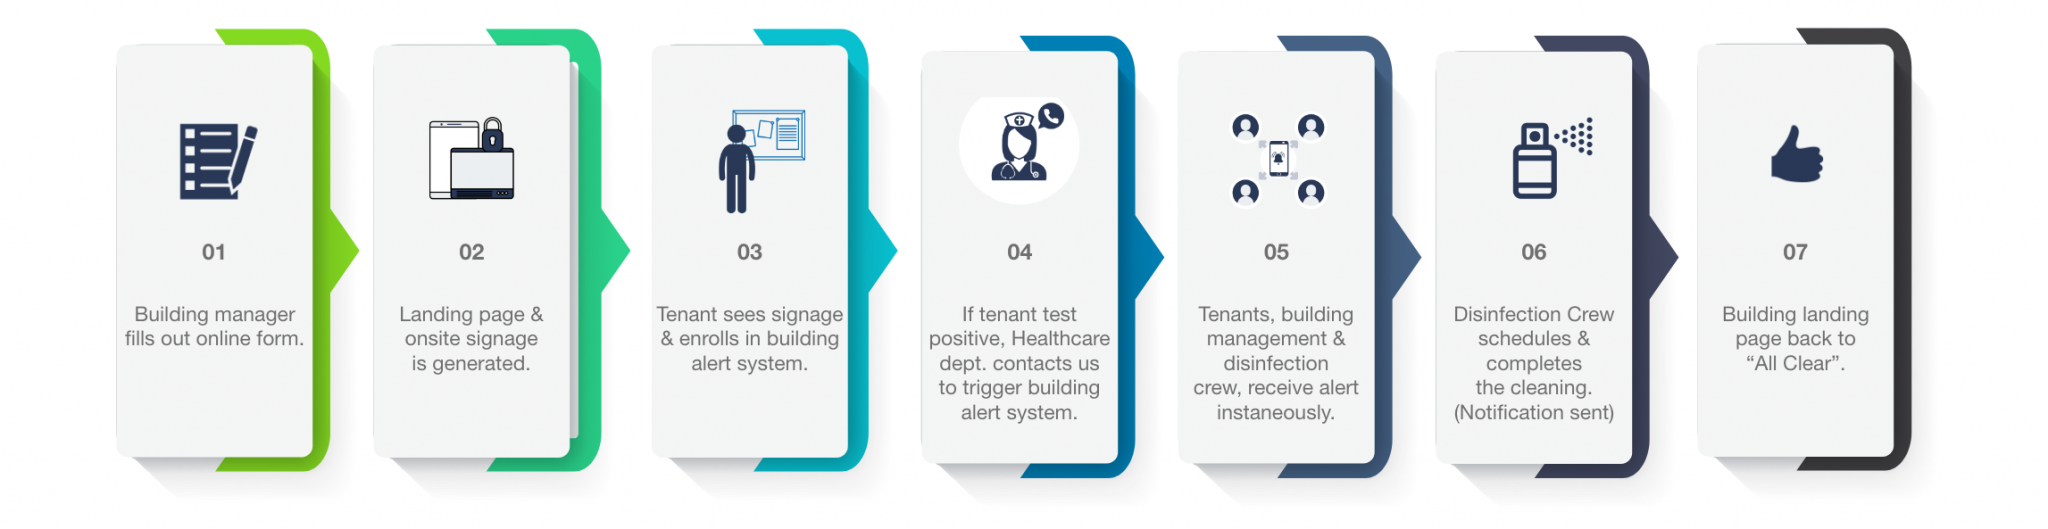 01
Building manager
fills out online form.
02
Landing page &
onsite signage
is generated.
03
Tenant sees signage
& enrolls in building
alert system.
04
If tenant test
positive, Healthcare
dept. contacts us
to trigger building
alert system.
05
Tenants, building
management &
disinfection
crew, receive alert
instaneously.
06
Disinfection Crew
schedules &
completes
the cleaning.
(Notification sent)
07
Building landing
page back to
“All Clear”.